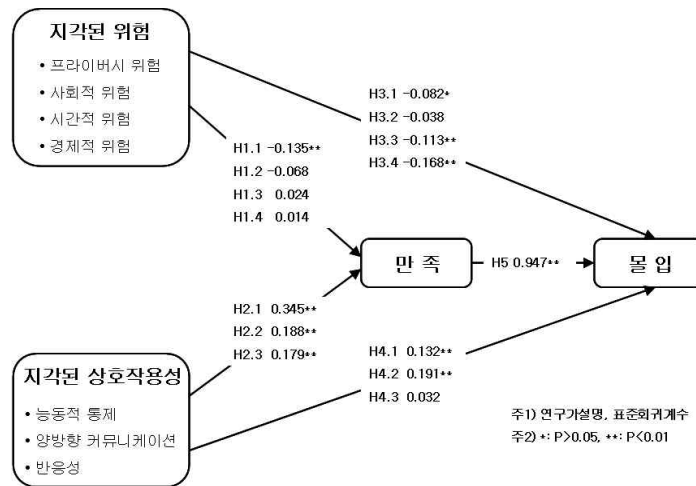 지각된 위험
• 프라이버시 위험
• 사회적 위험
• 시간적 위험
• 경제적 위험
H3.1 -0.082*
H3.2 -0.038
H3.3 -0.113**
H3.4 -0.168**
H1.1 -0.135**
H1.2 -0.068
H1.3 0.024
H1.4 0.014
만 족
H5 0.947**
몰 입
H2.1 0.345**
H2.2 0.188**
H2.3 0.179**
H4.1 0.132**
H4.2 0.191**
H4.3 0.032
지각된 상호작용성
• 능동적 통제
• 양방향 커뮤니케이션
• 반응성
주1) 연구가설명, 표준회귀계수
주2) *: P>0.05, **: P<0.01